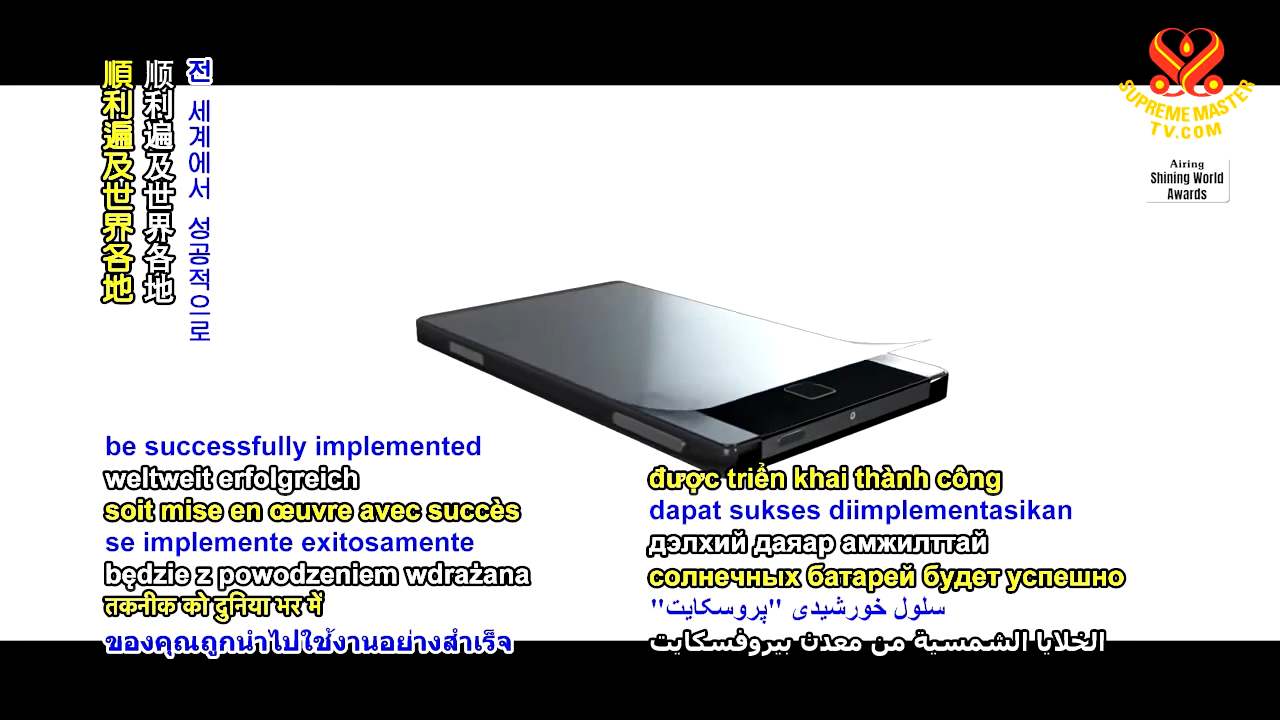 順利遍及世界各地
顺利遍及世界各地
전 세계에서 성공적으로
SUPREME MASTER
TV.COM
Airing
Shining World
Awards
be successfully implemented
weltweit erfolgreich
soit mise en œuvre avec succès
se implemente exitosamente
będzie z powodzeniem wdrażana
तकनीक को दुनिया भर में
ของคุณถูกนำไปใช้งานอย่างสำเร็จ
được triển khai thành công
dapat sukses diimplementasikan
дэлхий даяар амжилттай
солнечных батарей будет успешно
سلول خورشیدی "پروسکایت"
الخلايا الشمسية من معدن بيروفسكايت